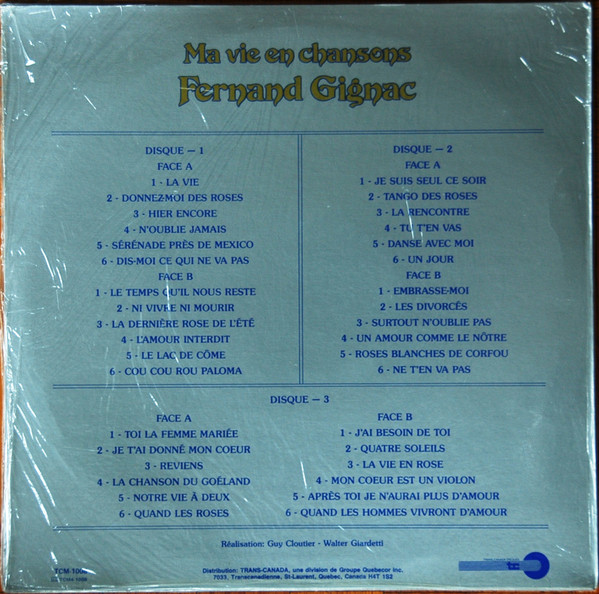 Ma vie en chansons
Fernand Gignac
DISQUE — 1
FACE A
1 - LA VIE
2 - DONNEZ-MOI DES ROSES
3 - HIER ENCORE
4 - N'OUBLIE JAMAIS
5 - SÉRÉNADE PRÈS DE MEXICO
6 - DIS-MOI CE QUI NE VA PAS
FACE B
1 - LE TEMPS QU'IL NOUS RESTE
2 - NI VIVRE NI MOURIR
3 - LA DERNIÈRE ROSE DE L'ÉTÉ
4 - L'AMOUR INTERDIT
5 - LE LAC DE CÔME
6 - COU COU ROU PALOMA
DISQUE — 2
FACE A
1 - JE SUIS SEUL CE SOIR
2 - TANGO DES ROSES
3 - LA RENCONTRE
4 - TU T'EN VAS
5 - DANSE AVEC MOI
6 - UN JOUR
FACE B
1 - EMBRASSE-MOI
2 - LES DIVORCÉS
3 - SURTOUT N'OUBLIE PAS
4 - UN AMOUR COMME LE NÔTRE
5 - ROSES BLANCHES DE CORFOU
6 - NE T'EN VA PAS
DISQUE — 3
FACE A
1 - TOI LA FEMME MARIÉE
2 - JE T'AI DONNÉ MON COEUR
3 - REVIENS
4 - LA CHANSON DU GOÉLAND
5 - NOTRE VIE À DEUX
6 - QUAND LES ROSES
FACE B
1 - J'AI BESOIN DE TOI
2 - QUATRE SOLEILS
3 - LA VIE EN ROSE
4 - MON COEUR EST UN VIOLON
5 - APRÈS TOI JE N'AURAI PLUS D'AMOUR
6 - QUAND LES HOMMES VIVRONT D'AMOUR
Réalisation: Guy Cloutier - Walter Giardetti
Distribution: TRANS-CANADA, une division de Groupe Quebecor inc.
7033, Transcanadienne, St-Laurent, Québec, Canada H4T 1S2